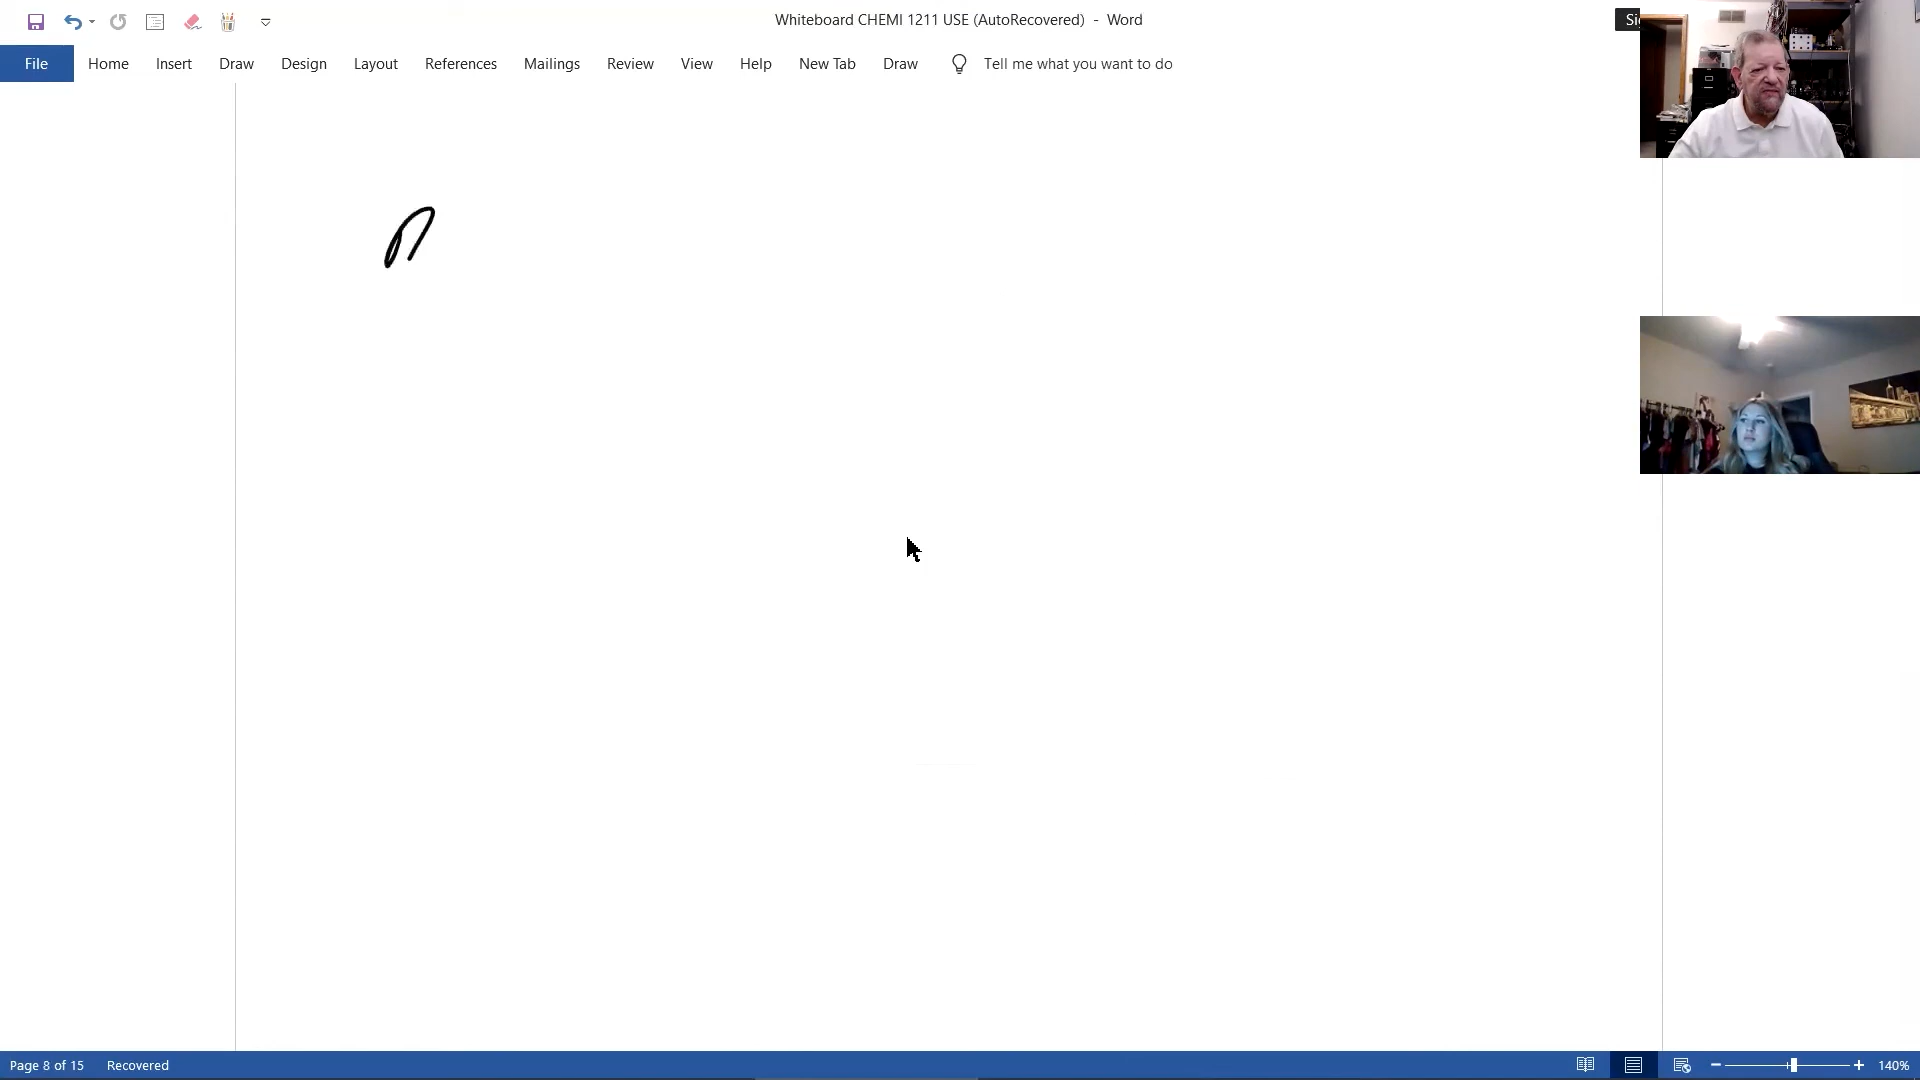 Whiteboard CHEMI 1211 USE (AutoRecovered) - Word
File Home Insert Draw Design Layout References Mailings Review View Help New Tab Draw Tell me what you want to do
n
Page 8 of 15 Recovered 140%